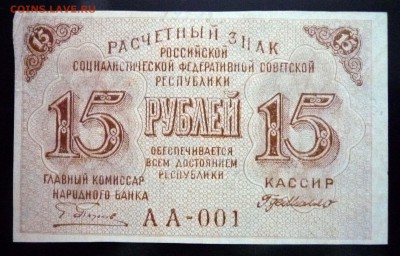 COINS.LAVE.RU
15
15
РАСЧЕТНЫЙ ЗНАК
РОССИЙСКОЙ
СОЦИАЛИСТИЧЕСКОЙ ФЕДЕРАТИВНОЙ СОВЕТСКОЙ
РЕСПУБЛИКИ
15 РУБЛЕЙ 15
ОБЕСПЕЧИВАЕТСЯ
ВСЕМ ДОСТОЯНИЕМ
РЕСПУБЛИКИ
ГЛАВНЫЙ КОМИССАР
НАРОДНОГО БАНКА
КАССИР
АА-001